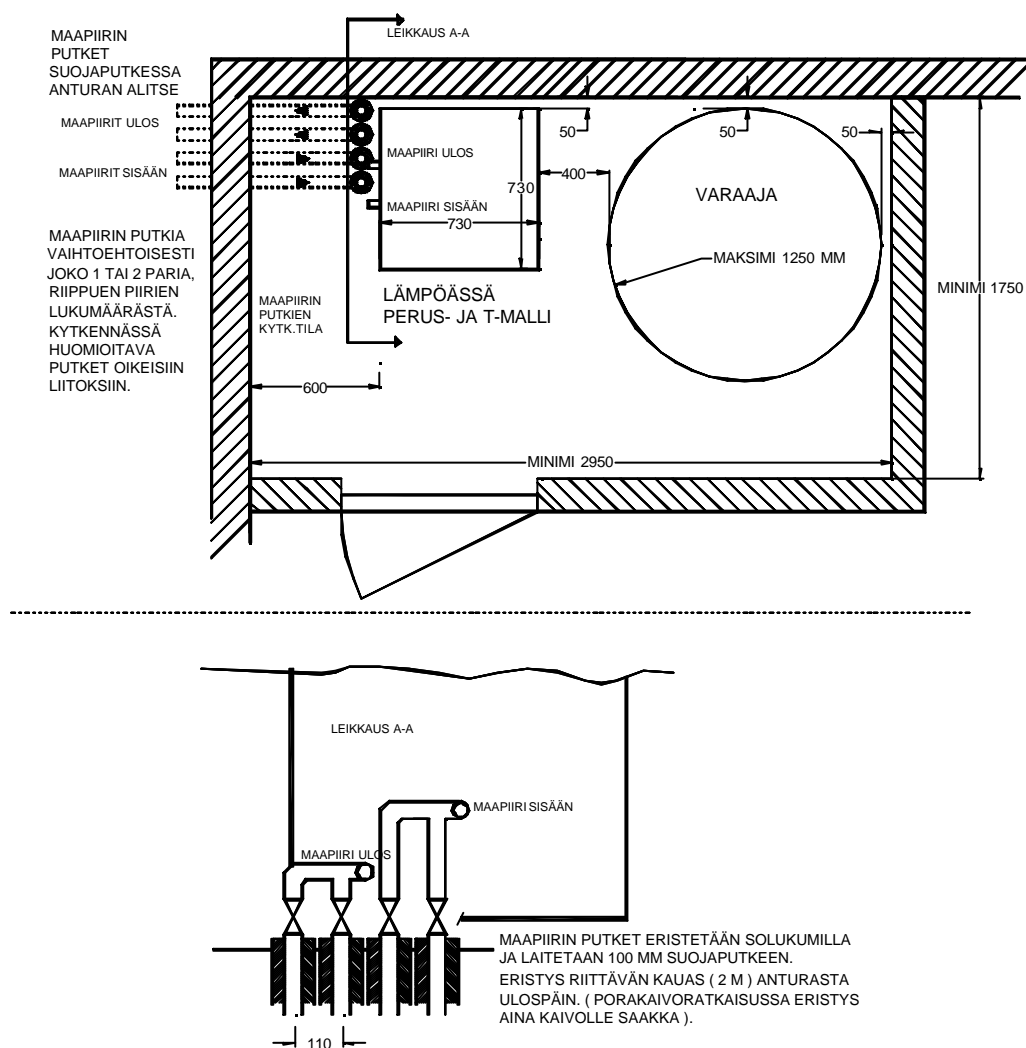 MAAPIIRIN
PUTKET
SUOJAPUTKESSA
ANTURAN ALITSE
LEIKKAUS A-A
MAAPIIRIT ULOS
MAAPIIRIT SISÄÄN
MAAPIIRI ULOS
MAAPIIRI SISÄÄN
730
730
50
400
50
50
VARAAJA
MAKSIMI 1250 MM
MINIMI 1750
MAAPIIRIN PUTKIA
VAIHTOEHTOISESTI
JOKO 1 TAI 2 PARIA,
RIIPPUEN PIIRIEN
LUKUMÄÄRÄSTÄ.
KYTKENNÄSSÄ
HUOMIOITAVA
PUTKET OIKEISIIN
LIITOKSIIN.
MAAPIIRIN
PUTKIEN
KYTK.TILA
LÄMPÖÄSSÄ
PERUS- JA T-MALLI
600
MINIMI 2950
LEIKKAUS A-A
MAAPIIRI SISÄÄN
MAAPIIRI ULOS
MAAPIIRIN PUTKET ERISTETÄÄN SOLUKUMILLA
JA LAITETAAN 100 MM SUOJAPUTKEEN.
ERISTYS RIITTÄVÄN KAUAS ( 2 M ) ANTURASTA
ULOSPÄIN. ( PORAKAIVORATKAISUSSA ERISTYS
AINA KAIVOLLE SAAKKA ).
110